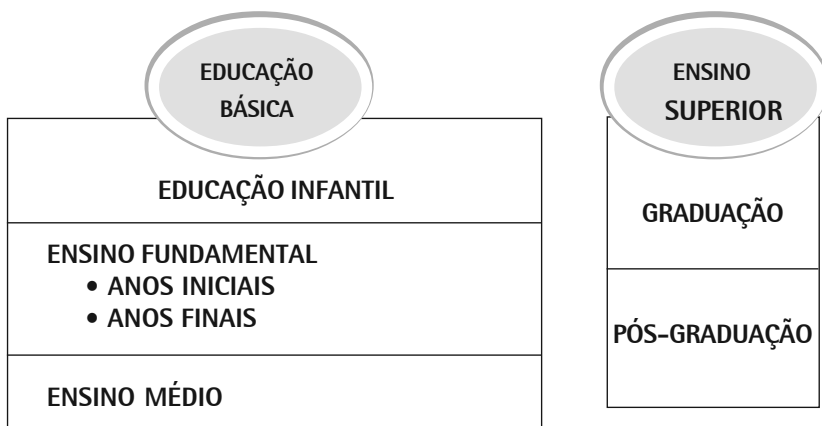 EDUCAÇÃO
BÁSICA
EDUCAÇÃO INFANTIL
ENSINO FUNDAMENTAL
• ANOS INICIAIS
• ANOS FINAIS
ENSINO MÉDIO
ENSINO
SUPERIOR
GRADUAÇÃO
PÓS-GRADUAÇÃO